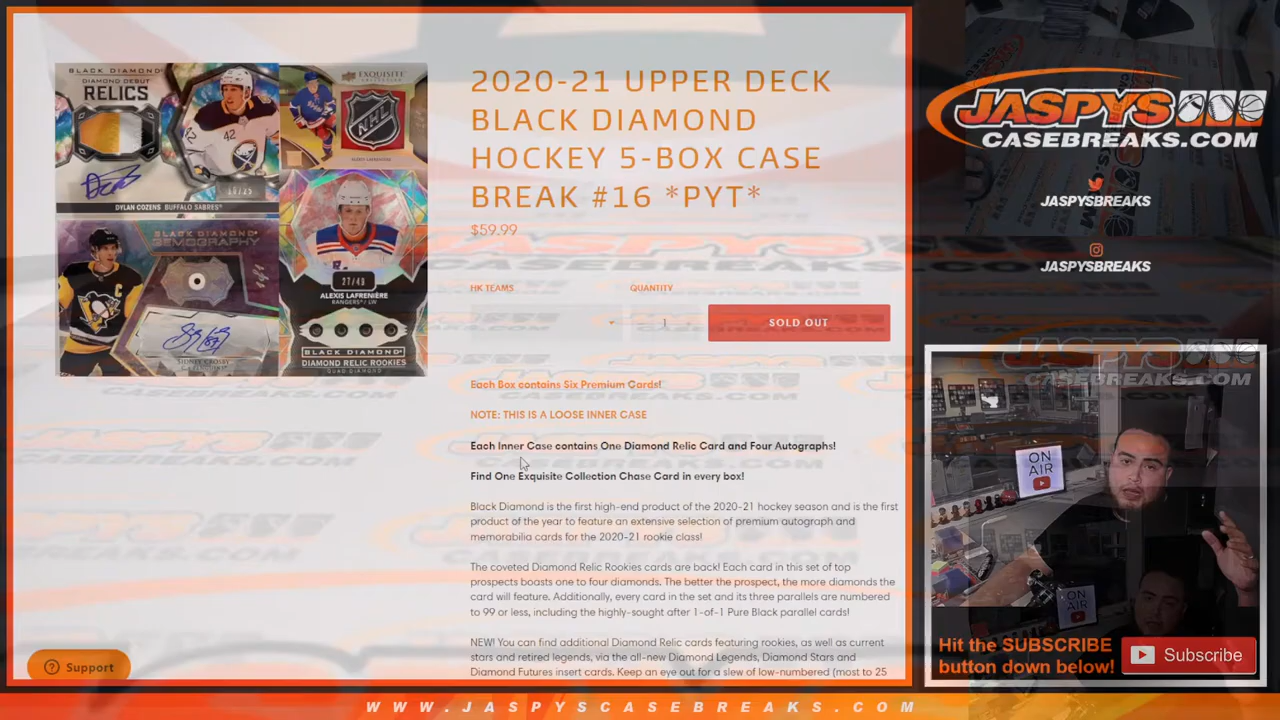 BLACK DIAMOND
DIAMOND DEBUT
RELICS
DYLAN COZENS BUFFALO SABRES
EXQUISITE
NHL
BLACK DIAMOND
GEMOGRAPHY
27/49
ALEXIS LAFRENIÈRE
RANGERS / LW
BLACK DIAMOND
DIAMOND RELIC ROOKIES
QUAD DIAMOND
2020-21 UPPER DECK
BLACK DIAMOND
HOCKEY 5-BOX CASE
BREAK #16 *PYT*
$59.99
HK TEAMS
QUANTITY
1
SOLD OUT
Each Box contains Six Premium Cards!
NOTE: THIS IS A LOOSE INNER CASE
Each Inner Case contains One Diamond Relic Card and Four Autographs!
Find One Exquisite Collection Chase Card in every box!
Black Diamond is the first high-end product of the 2020-21 hockey season and is the first
product of the year to feature an extensive selection of premium autograph and
memorabilia cards for the 2020-21 rookie class!
The coveted Diamond Relic Rookies cards are back! Each card in this set of top
prospects boasts one to four diamonds. The better the prospect, the more diamonds the
card will feature. Additionally, every card in the set and its three parallels are numbered
to 99 or less, including the highly-sought after 1-of-1 Pure Black parallel cards!
NEW! You can find additional Diamond Relic cards featuring rookies, as well as current
stars and retired legends, via the all-new Diamond Legends, Diamond Stars and
Diamond Futures insert cards. Keep an eye out for a slew of low-numbered (most to 25
Support
JASPYS
CASEBREAKS.COM
JASPYSBREAKS
JASPYSBREAKS
ON
AIR
ON
AIR
Hit the SUBSCRIBE
button down below!
Subscribe
WWW.JASPYSCASEBREAKS.COM